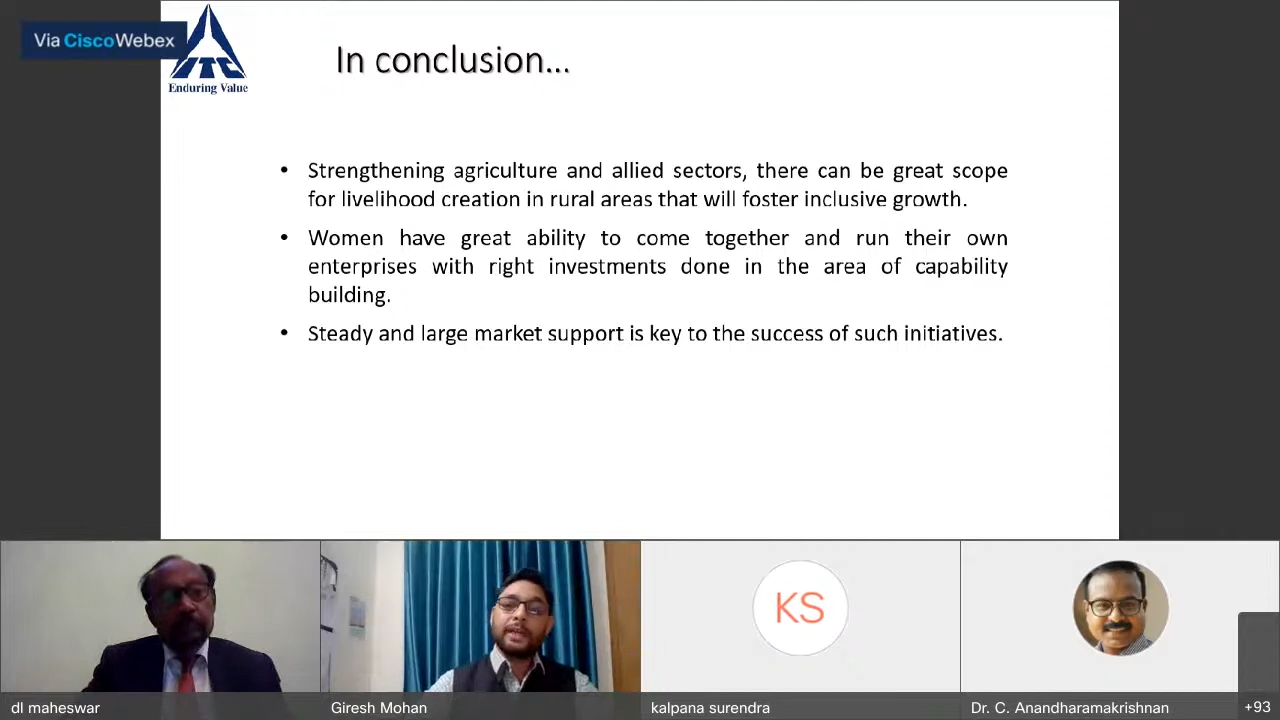 Via CiscoWebex
ITC
Enduring Value
In conclusion...
• Strengthening agriculture and allied sectors, there can be great scope
for livelihood creation in rural areas that will foster inclusive growth.
• Women have great ability to come together and run their own
enterprises with right investments done in the area of capability
building.
• Steady and large market support is key to the success of such initiatives.
KS
dl maheswar
Giresh Mohan
kalpana surendra
Dr. C. Anandharamakrishnan
+93